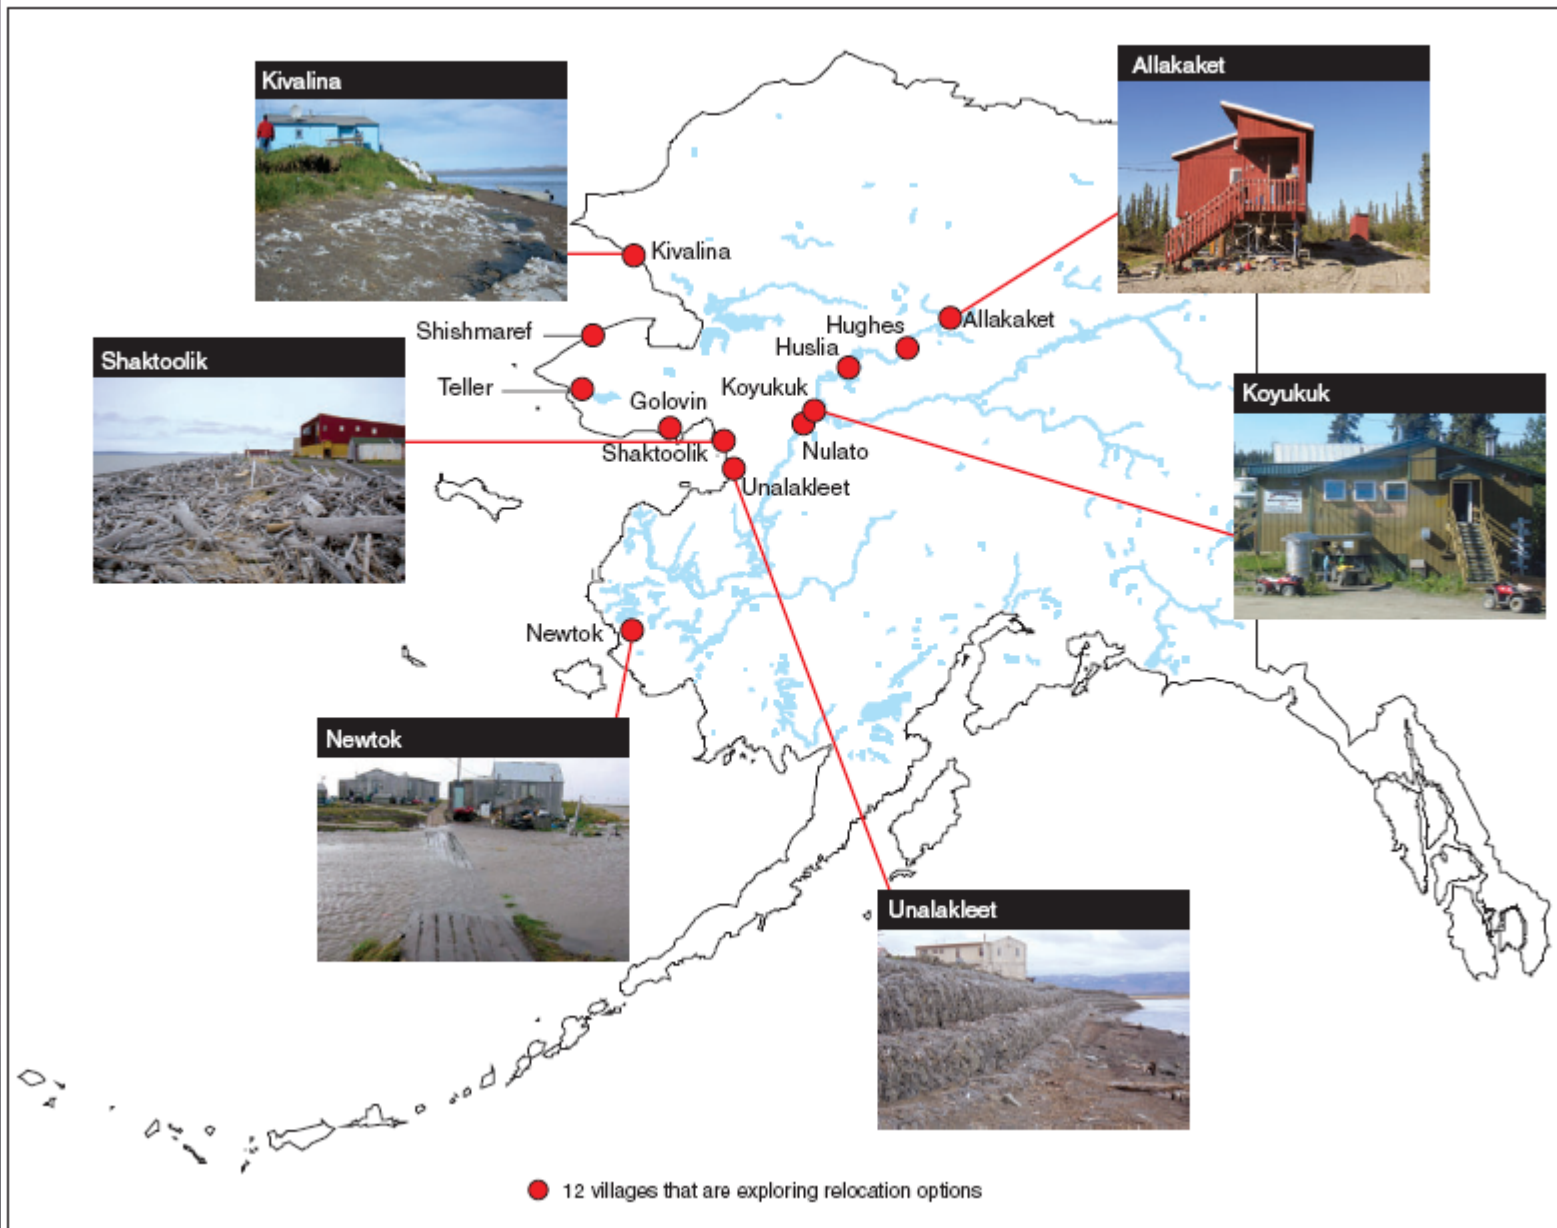 Kivalina
Allakaket
Kivalina
Shishmaref
Hughes
Allakaket
Huslia
Shaktoolik
Teller
Koyukuk
Koyukuk
Golovin
Shaktoolik
Nulato
Unalakleet
Newtok
Newtok
Unalakleet
12 villages that are exploring relocation options